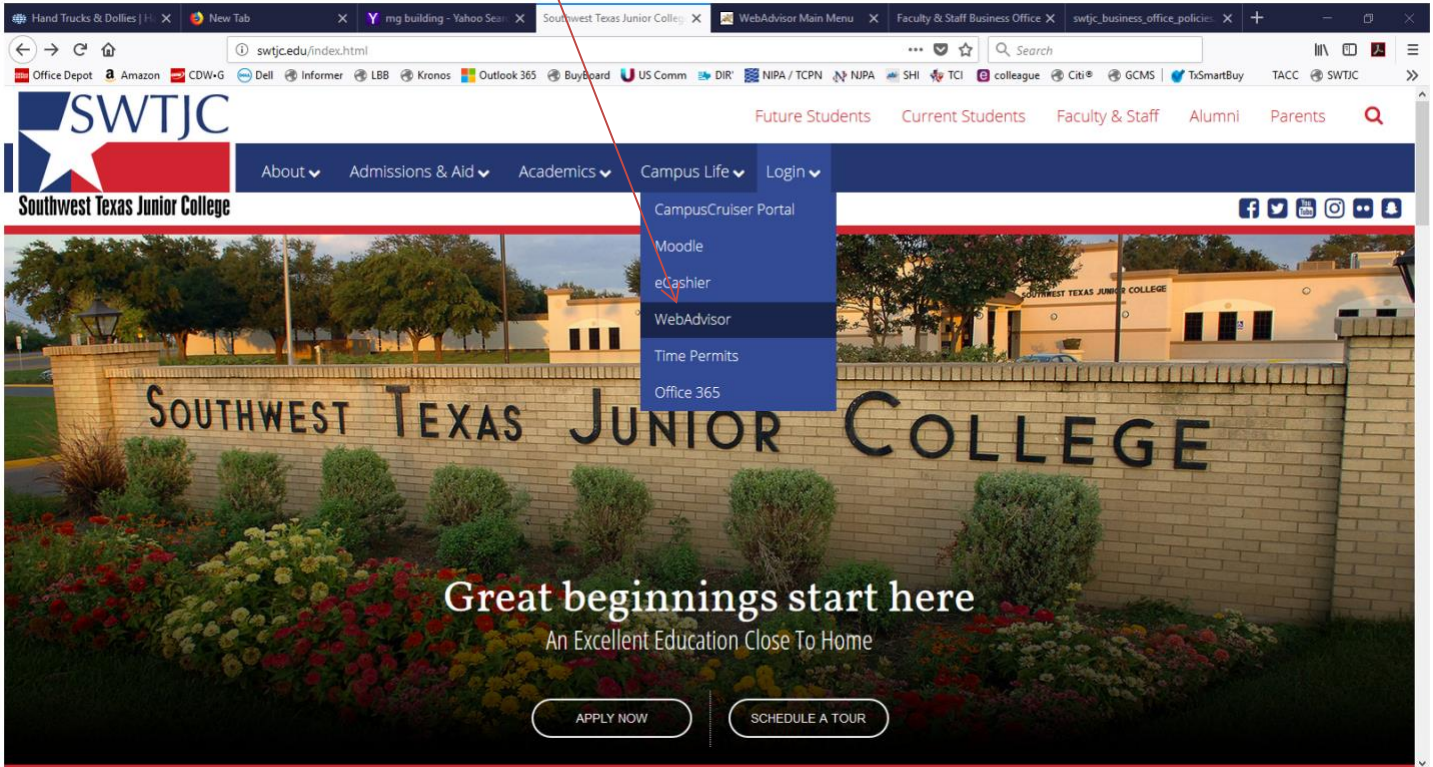 Hand Trucks & Dollies | H
New Tab
mg building - Yahoo Sear
Southwest Texas Junior Colleg
WebAdvisor Main Menu
Faculty & Staff Business Office
swtjc_business_office_policies
swtjc.edu/index.html
Search
Office Depot
Amazon
CDW•G
Dell
Informer
LBB
Kronos
Outlook 365
BuyBoard
US Comm
DIR'
NIPA / TCPN
NJPA
SHI
TCI
colleague
Citi®
GCMS
TxSmartBuy
TACC
SWTJC
SWTJC
Southwest Texas Junior College
Future Students
Current Students
Faculty & Staff
Alumni
Parents
About
Admissions & Aid
Academics
Campus Life
Login
CampusCruiser Portal
Moodle
eCashier
WebAdvisor
Time Permits
Office 365
SOUTHWEST TEXAS JUNIOR COLLEGE
SOUTHWEST TEXAS JUNIOR COLLEGE
Great beginnings start here
An Excellent Education Close To Home
APPLY NOW
SCHEDULE A TOUR